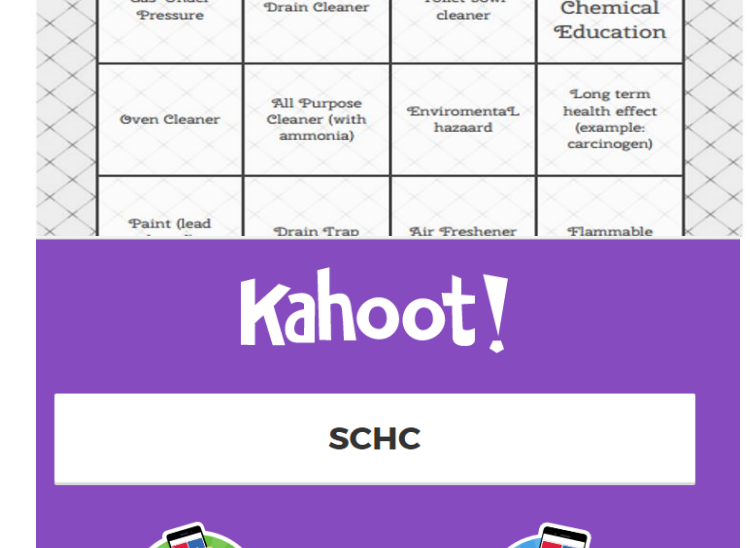 Pressure
Drain Cleaner
cleaner
Chemical
Education
Oven Cleaner
All Purpose
Cleaner (with
ammonia)
EnviromentaL
hazaard
Long term
health effect
(example:
carcinogen)
Paint (lead
Drain Trap
Air Freshener
Flammable
Kahoot!
SCHC